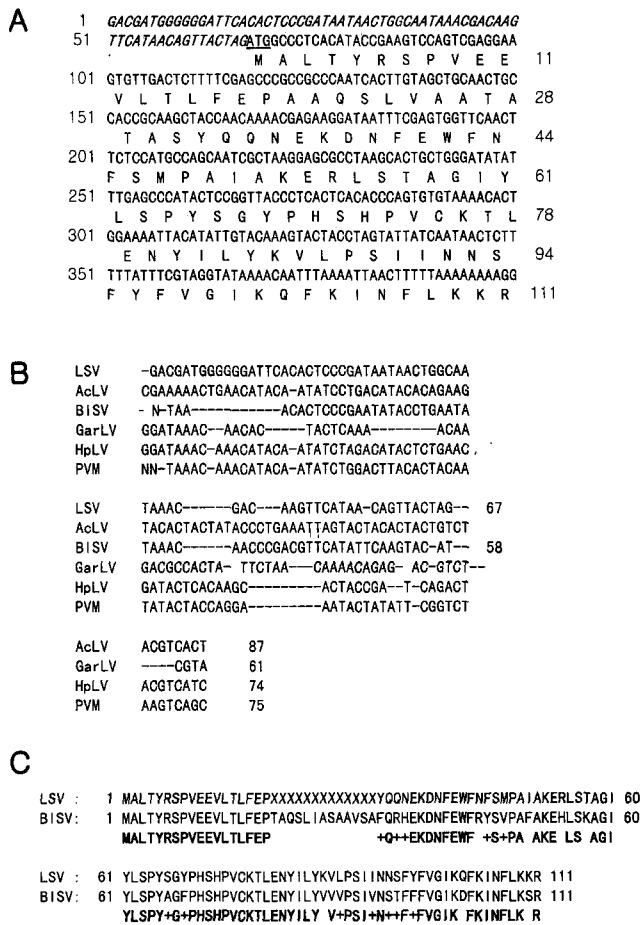 A
1 GACGATGGGGGGATTCACACTCCCGATAATAACTGGCAATAAACGACAAG
51 TTCATAACAGTTACTAGATGGCCCTCACATACCGAAGTCCAGTCGAGGAA
M A L T Y R S P V E E 11
101 GTGTTGACTCTTTTCGAGCCCGCCGCCCAATCACTTGTAGCTGCAACTGC
V L T L F E P A A Q S L V A A T A 28
151 CACCGCAAGCTACCAACAAAACGAGAAGGATAATTTCGAGTGGTTCAACT
T A S Y Q Q N E K D N F E W F N 44
201 TCTCCATGCCAGCAATCGCTAAGGAGCGCCTAAGCACTGCTGGGATATAT
F S M P A I A K E R L S T A G I Y 61
251 TTGAGCCCATACTCCGGTTACCCTCACTCACACCCAGTGTGTAAAACACT
L S P Y S G Y P H S H P V C K T L 78
301 GGAAAATTACATATTGTACAAAGTACTACCTAGTATTATCAATAACTCTT
E N Y I L Y K V L P S I I N N S 94
351 TTTATTTCGTAGGTATAAAACAATTTAAAATTAACTTTTTAAAAAAAAGG
F Y F V G I K Q F K I N F L K K R 111
B
LSV -GACGATGGGGGGATTCACACTCCCGATAATAACTGGCAA
AcLV CGAAAAACTGAACATACA-ATATCCTGACATACACAGAAG
BlSV - N-TAA------------ACACTCCCGAATATACCTGAATA
GarLV GGATAAAC--AACAC-----TACTCAAA---------ACAA
HpLV GGATAAAC-AAACATACA-ATATCTAGACATACTCTGAAC
PVM NN-TAAAC-AAACATACA-ATATCTGGACTTACACTACAA
LSV TAAAC------GAC---AAGTTCATAA-CAGTTACTAG-- 67
AcLV TACACTACTATACCCTGAAATTAGTACTACACTACTGTCT
BlSV TAAAC------AACCCGACGTTCATATTCAAGTAC-AT-- 58
GarLV GACGCCACTA- TTCTAAC---CAAAACAGAG- AC-GTCT--
HpLV GATACTCACAAGC---------ACTACCGA--T-CAGACT
PVM TATACTACCAGGA---------AATACTATATT-CGGTCT
AcLV ACGTCACT 87
GarLV ----CGTA 61
HpLV ACGTCATC 74
PVM AAGTCAGC 75
C
LSV : 1 MALTYRSPVEEVLTLFEPXXXXXXXXXXXXXYQQNEKDNFEWFNFSMPAIAKERLSTAGI 60
BlSV: 1 MALTYRSPVEEVLTLFEPTAQSLIASAAVSAFQRHEKDNFEWFRYSVPAFAKEHLSKAGI 60
MALTYRSPVEEVLTLFEP +Q++EKDNFEWF +S+PA AKE LS AGI
LSV : 61 YLSPYSGYPHSHPVCKTLENYILYKVLPSIINNSFYFVGIKQFKINFLKKR 111
BlSV: 61 YLSPYAGFPHSHPVCKTLENYILYVVVPSIVNSTFFFVGIKDFKINFLKSR 111
YLSPY+G+PHSHPVCKTLENYILY V+PSI+N++F+FVGIK FKINFLK R